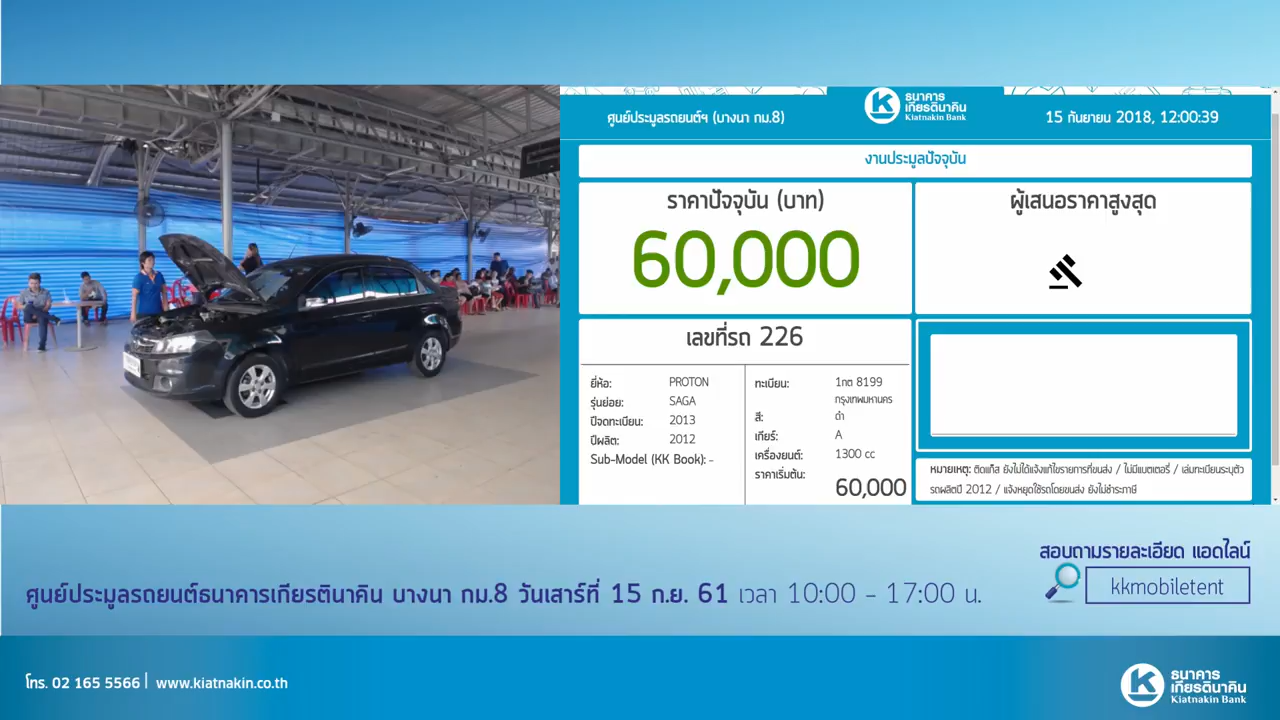 ศูนย์ประมูลรถยนต์ฯ (บางนา กม.8)
ธนาคาร
เกียรตินาคิน
Kiatnakin Bank
15 กันยายน 2018, 12:00:39
งานประมูลปัจจุบัน
ราคาปัจจุบัน (บาท)
60,000
ผู้เสนอราคาสูงสุด
เลขที่รถ 226
ยี่ห้อ: PROTON
รุ่นย่อย: SAGA
ปีจดทะเบียน: 2013
ปีผลิต: 2012
Sub-Model (KK Book): -
ทะเบียน: 1กต 8199
กรุงเทพมหานคร
สี: ดำ
เกียร์: A
เครื่องยนต์: 1300 cc
ราคาเริ่มต้น:
60,000
หมายเหตุ: ติดแก็ส ยังไม่ได้แจ้งแก้ไขรายการที่ขนส่ง / ไม่มีแบตเตอรี่ / เล่มทะเบียนระบุตัว
รถผลิตปี 2012 / แจ้งหยุดใช้รถโดยขนส่ง ยังไม่ชำระภาษี
สอบถามรายละเอียด แอดไลน์
kkmobiletent
ศูนย์ประมูลรถยนต์ธนาคารเกียรตินาคิน บางนา กม.8 วันเสาร์ที่ 15 ก.ย. 61 เวลา 10:00 - 17:00 น.
โทร. 02 165 5566 | www.kiatnakin.co.th
ธนาคาร
เกียรตินาคิน
Kiatnakin Bank